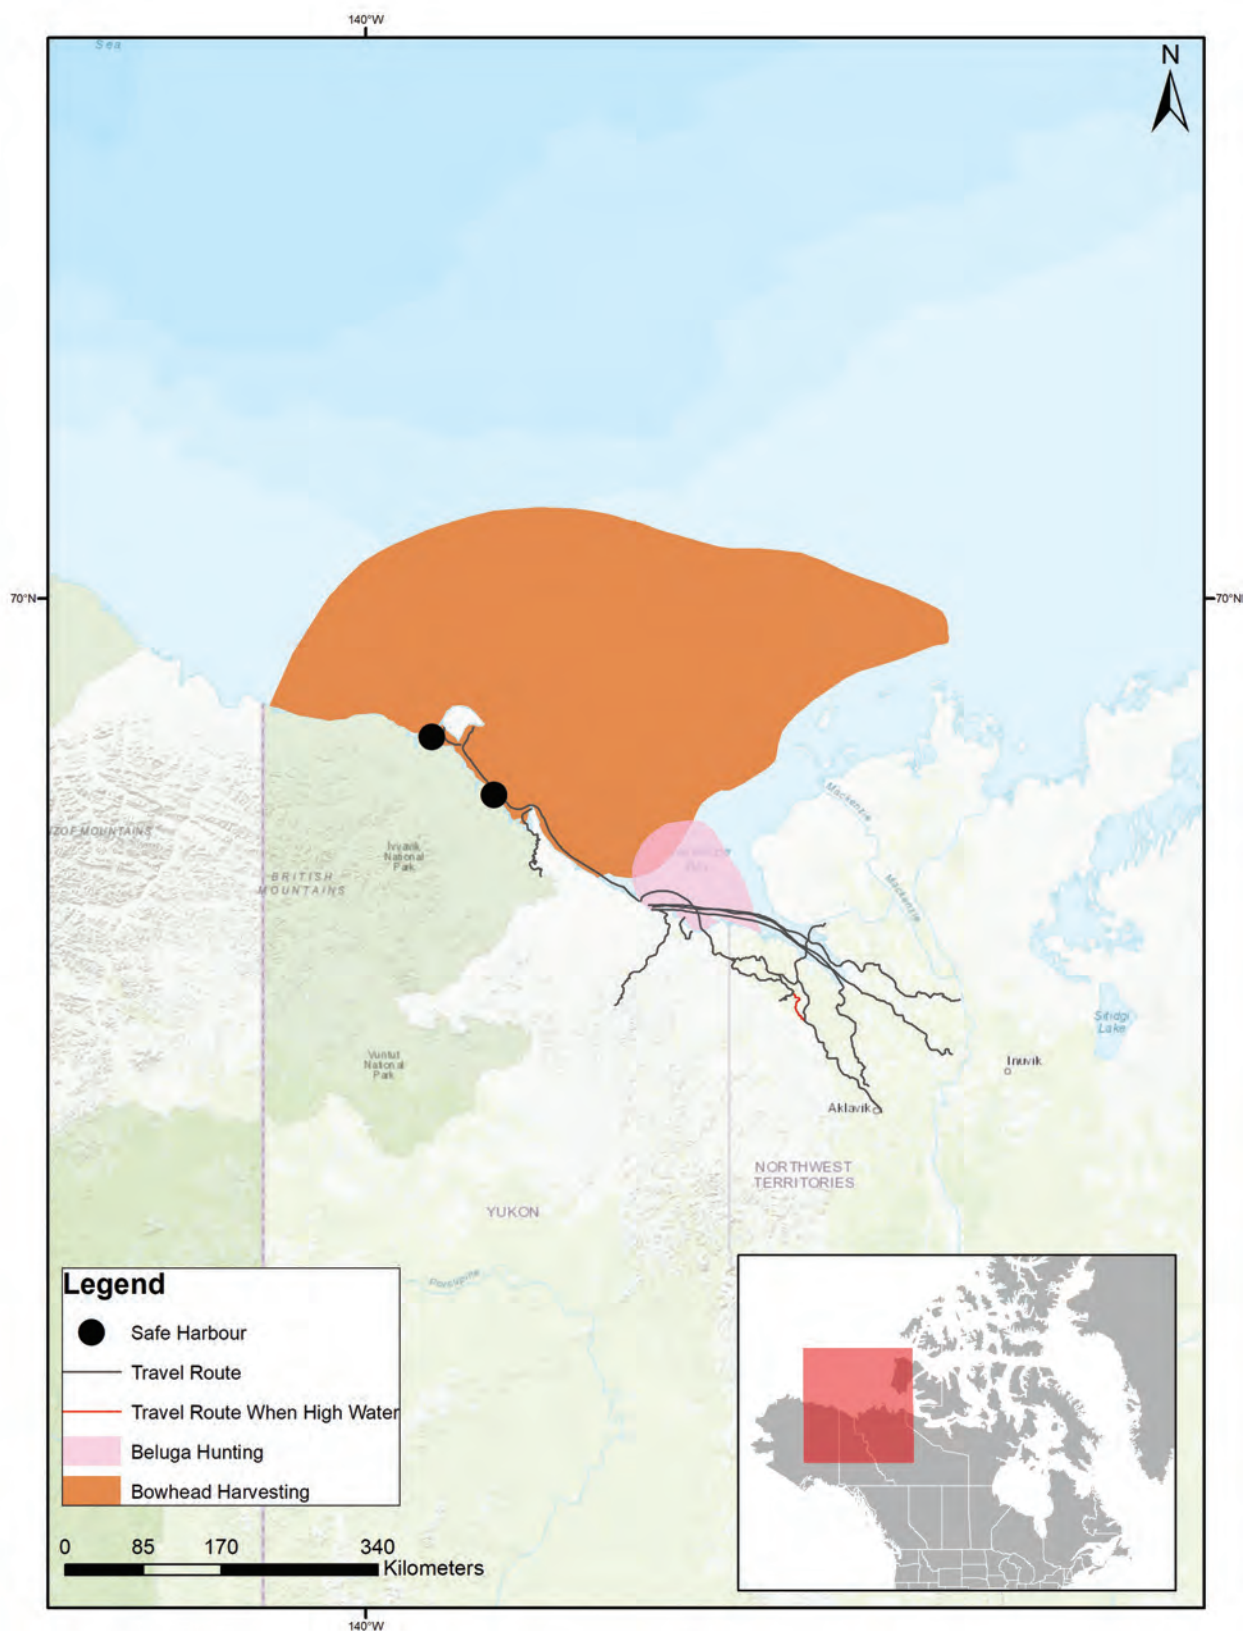 140°W
Sea
N
70°N
70°N
Mackenzie
ZOF MOUNTAINS
Ivvavik
National
Park
BRITISH
MOUNTAINS
Mackenzie
Sitidgi
Lake
Vuntut
National
Park
Inuvik
Aklavik
NORTHWEST
TERRITORIES
YUKON
Porcupine
Legend
Safe Harbour
Travel Route
Travel Route When High Water
Beluga Hunting
Bowhead Harvesting
0 85 170 340
Kilometers
140°W